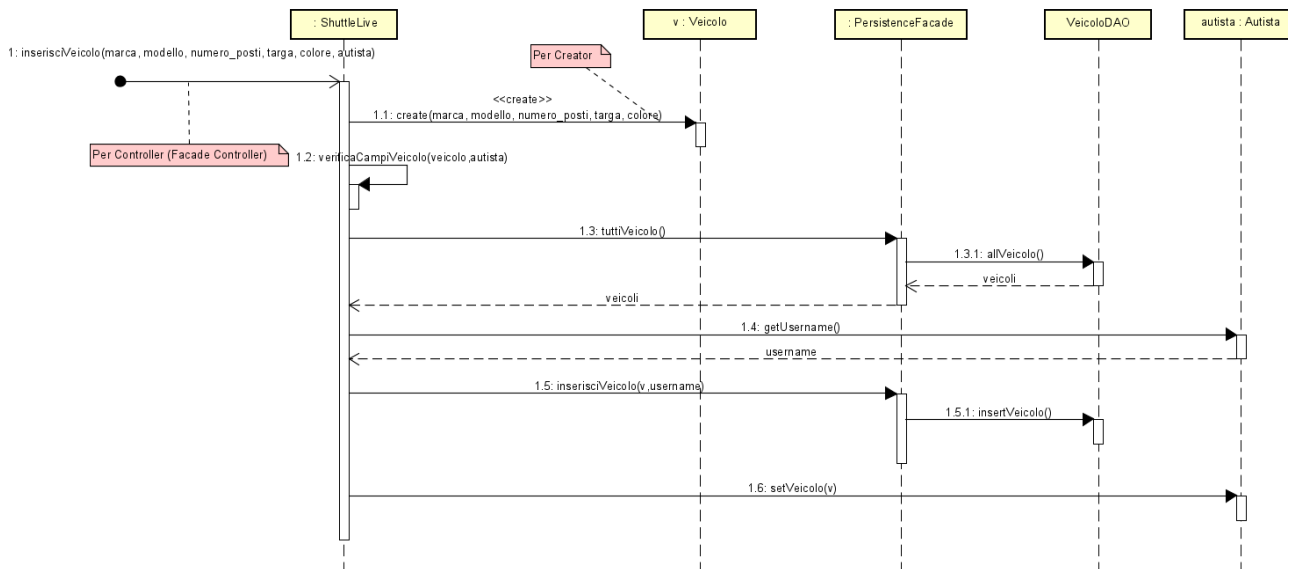 : ShuttleLive
v : Veicolo
: PersistenceFacade
VeicoloDAO
autista : Autista
1: inserisciVeicolo(marca, modello, numero_posti, targa, colore, autista)
Per Creator
<<create>>
1.1: create(marca, modello, numero_posti, targa, colore)
Per Controller (Facade Controller)
1.2: verificaCampiVeicolo(veicolo,autista)
1.3: tuttiVeicolo()
1.3.1: allVeicolo()
veicoli
veicoli
1.4: getUsername()
username
1.5: inserisciVeicolo(v,username)
1.5.1: insertVeicolo()
1.6: setVeicolo(v)